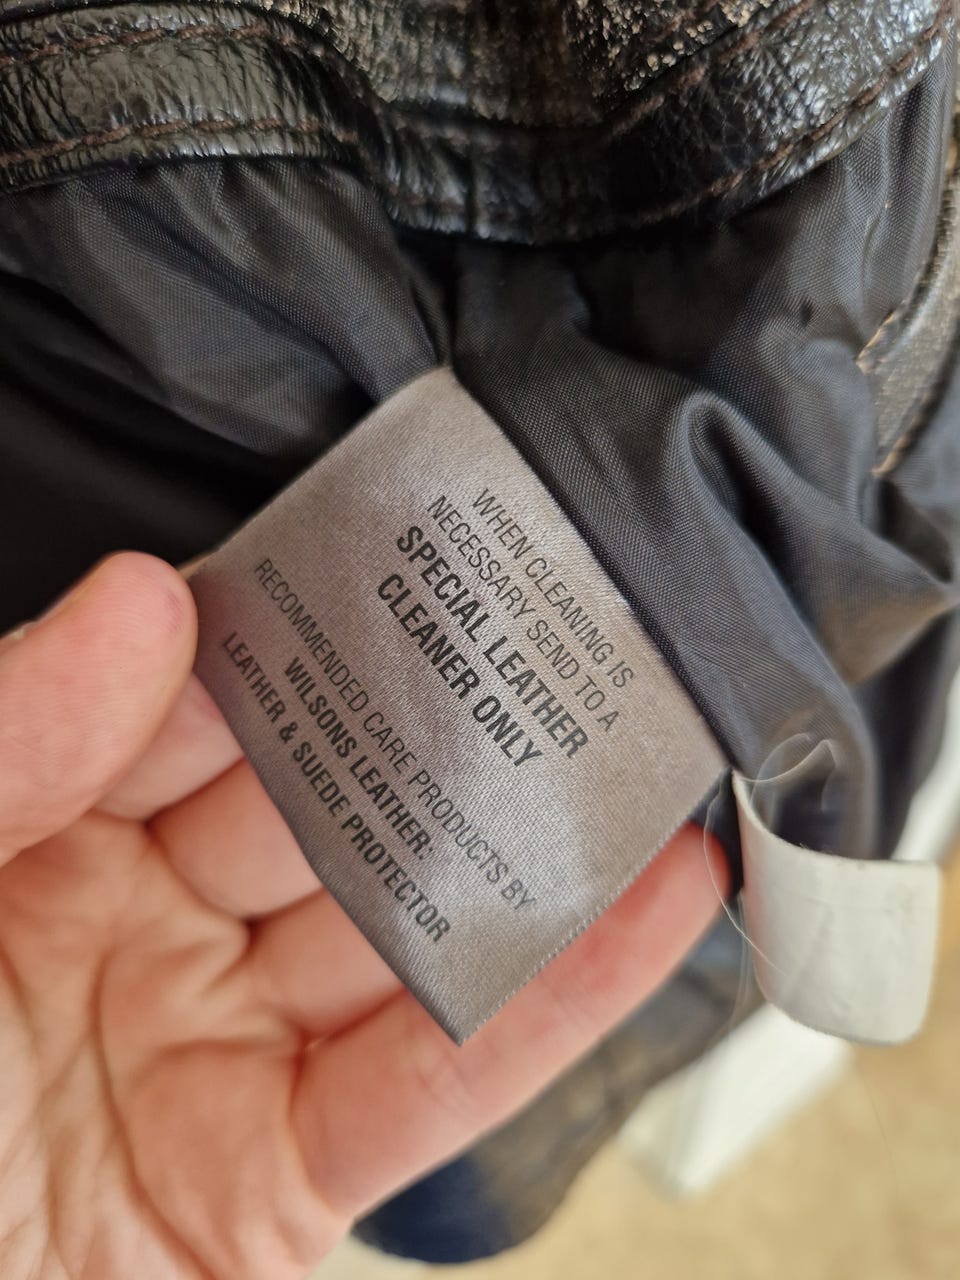 WHEN CLEANING IS
NECESSARY SEND TO A
SPECIAL LEATHER
CLEANER ONLY
RECOMMENDED CARE PRODUCTS BY
WILSONS LEATHER:
LEATHER & SUEDE PROTECTOR